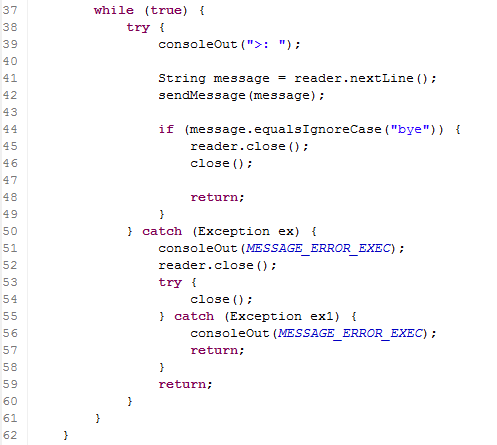 37 while (true) {
38 try {
39 consoleOut(">: ");
40
41 String message = reader.nextLine();
42 sendMessage(message);
43
44 if (message.equalsIgnoreCase("bye")) {
45 reader.close();
46 close();
47
48 return;
49 }
50 } catch (Exception ex) {
51 consoleOut(MESSAGE_ERROR_EXEC);
52 reader.close();
53 try {
54 close();
55 } catch (Exception ex1) {
56 consoleOut(MESSAGE_ERROR_EXEC);
57 return;
58 }
59 return;
60 }
61 }
62 }